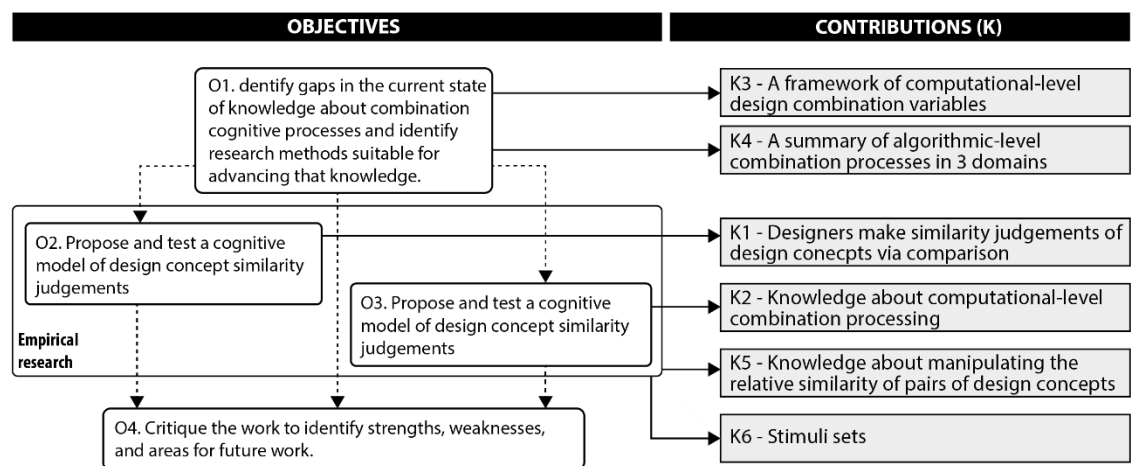 OBJECTIVES
CONTRIBUTIONS (K)
O1. dentify gaps in the current state
of knowledge about combination
cognitive processes and identify
research methods suitable for
advancing that knowledge.
K3 - A framework of computational-level
design combination variables
K4 - A summary of algorithmic-level
combination processes in 3 domains
O2. Propose and test a cognitive
model of design concept similarity
judgements
K1 - Designers make similarity judgements of
design conecpts via comparison
O3. Propose and test a cognitive
model of design concept similarity
judgements
K2 - Knowledge about computational-level
combination processing
Empirical
research
K5 - Knowledge about manipulating the
relative similarity of pairs of design concepts
O4. Critique the work to identify strengths, weaknesses,
and areas for future work.
K6 - Stimuli sets